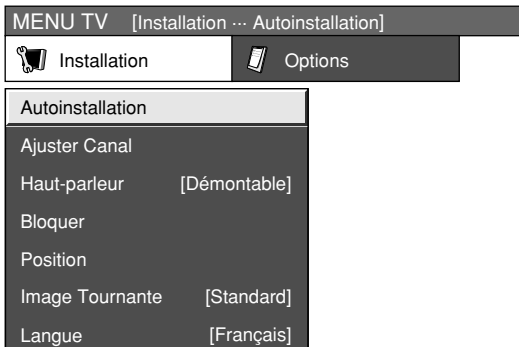 MENU TV [Installation ··· Autoinstallation]
Installation Options
Autoinstallation
Ajuster Canal
Haut-parleur [Démontable]
Bloquer
Position
Image Tournante [Standard]
Langue [Français]